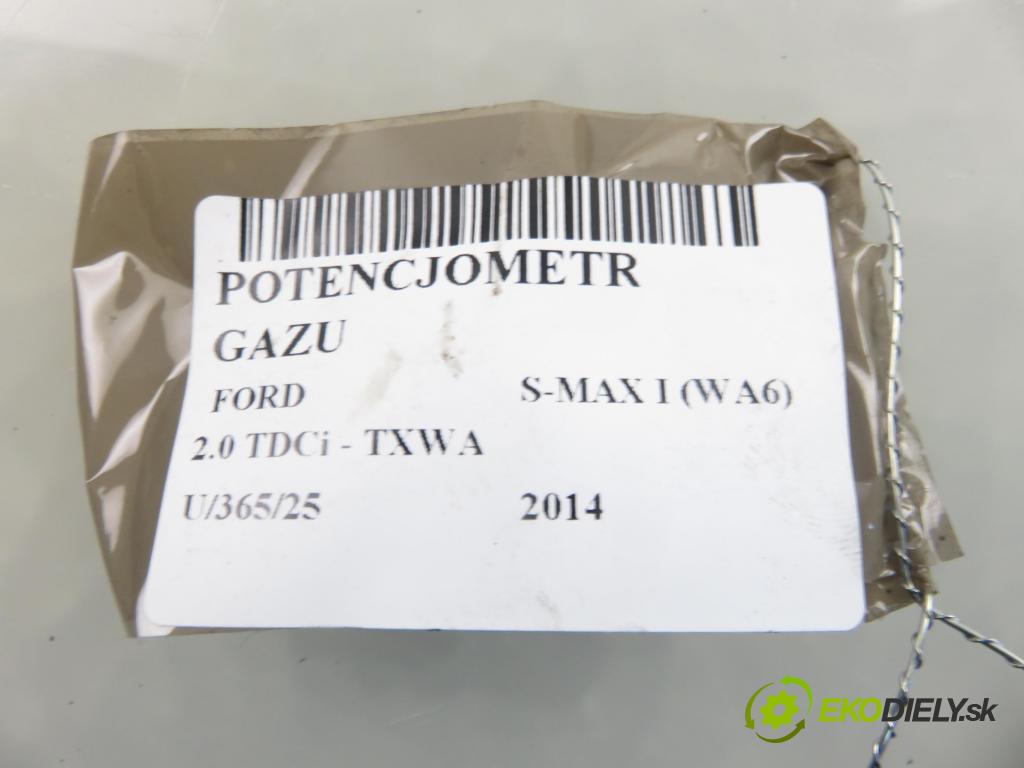 POTENCJOMETR
GAZU
FORD S-MAX I (WA6)
2.0 TDCi - TXWA
U/365/25 2014
EKODIELY.sk